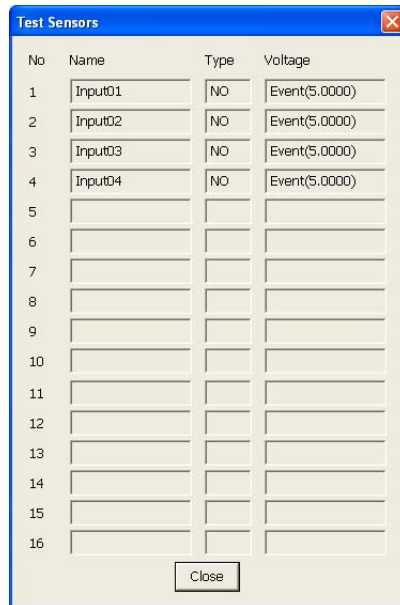 Test Sensors
No Name Type Voltage
1 Input01 NO Event(5.0000)
2 Input02 NO Event(5.0000)
3 Input03 NO Event(5.0000)
4 Input04 NO Event(5.0000)
5
6
7
8
9
10
11
12
13
14
15
16
Close